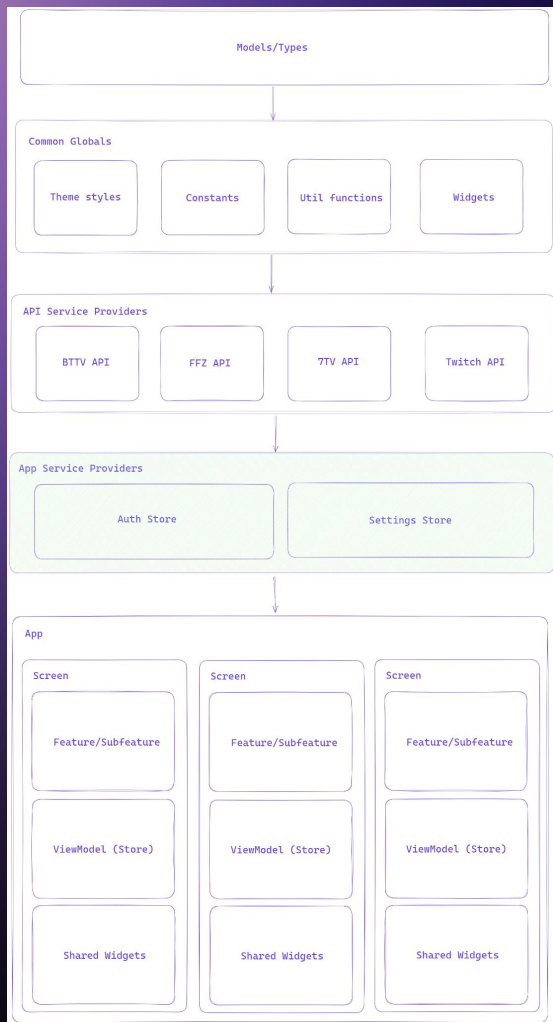 Models/Types
Common Globals
Theme styles
Constants
Util functions
Widgets
API Service Providers
BTTV API
FFZ API
7TV API
Twitch API
App Service Providers
Auth Store
Settings Store
App
Screen
Screen
Screen
Feature/Subfeature
Feature/Subfeature
Feature/Subfeature
ViewModel (Store)
ViewModel (Store)
ViewModel (Store)
Shared Widgets
Shared Widgets
Shared Widgets